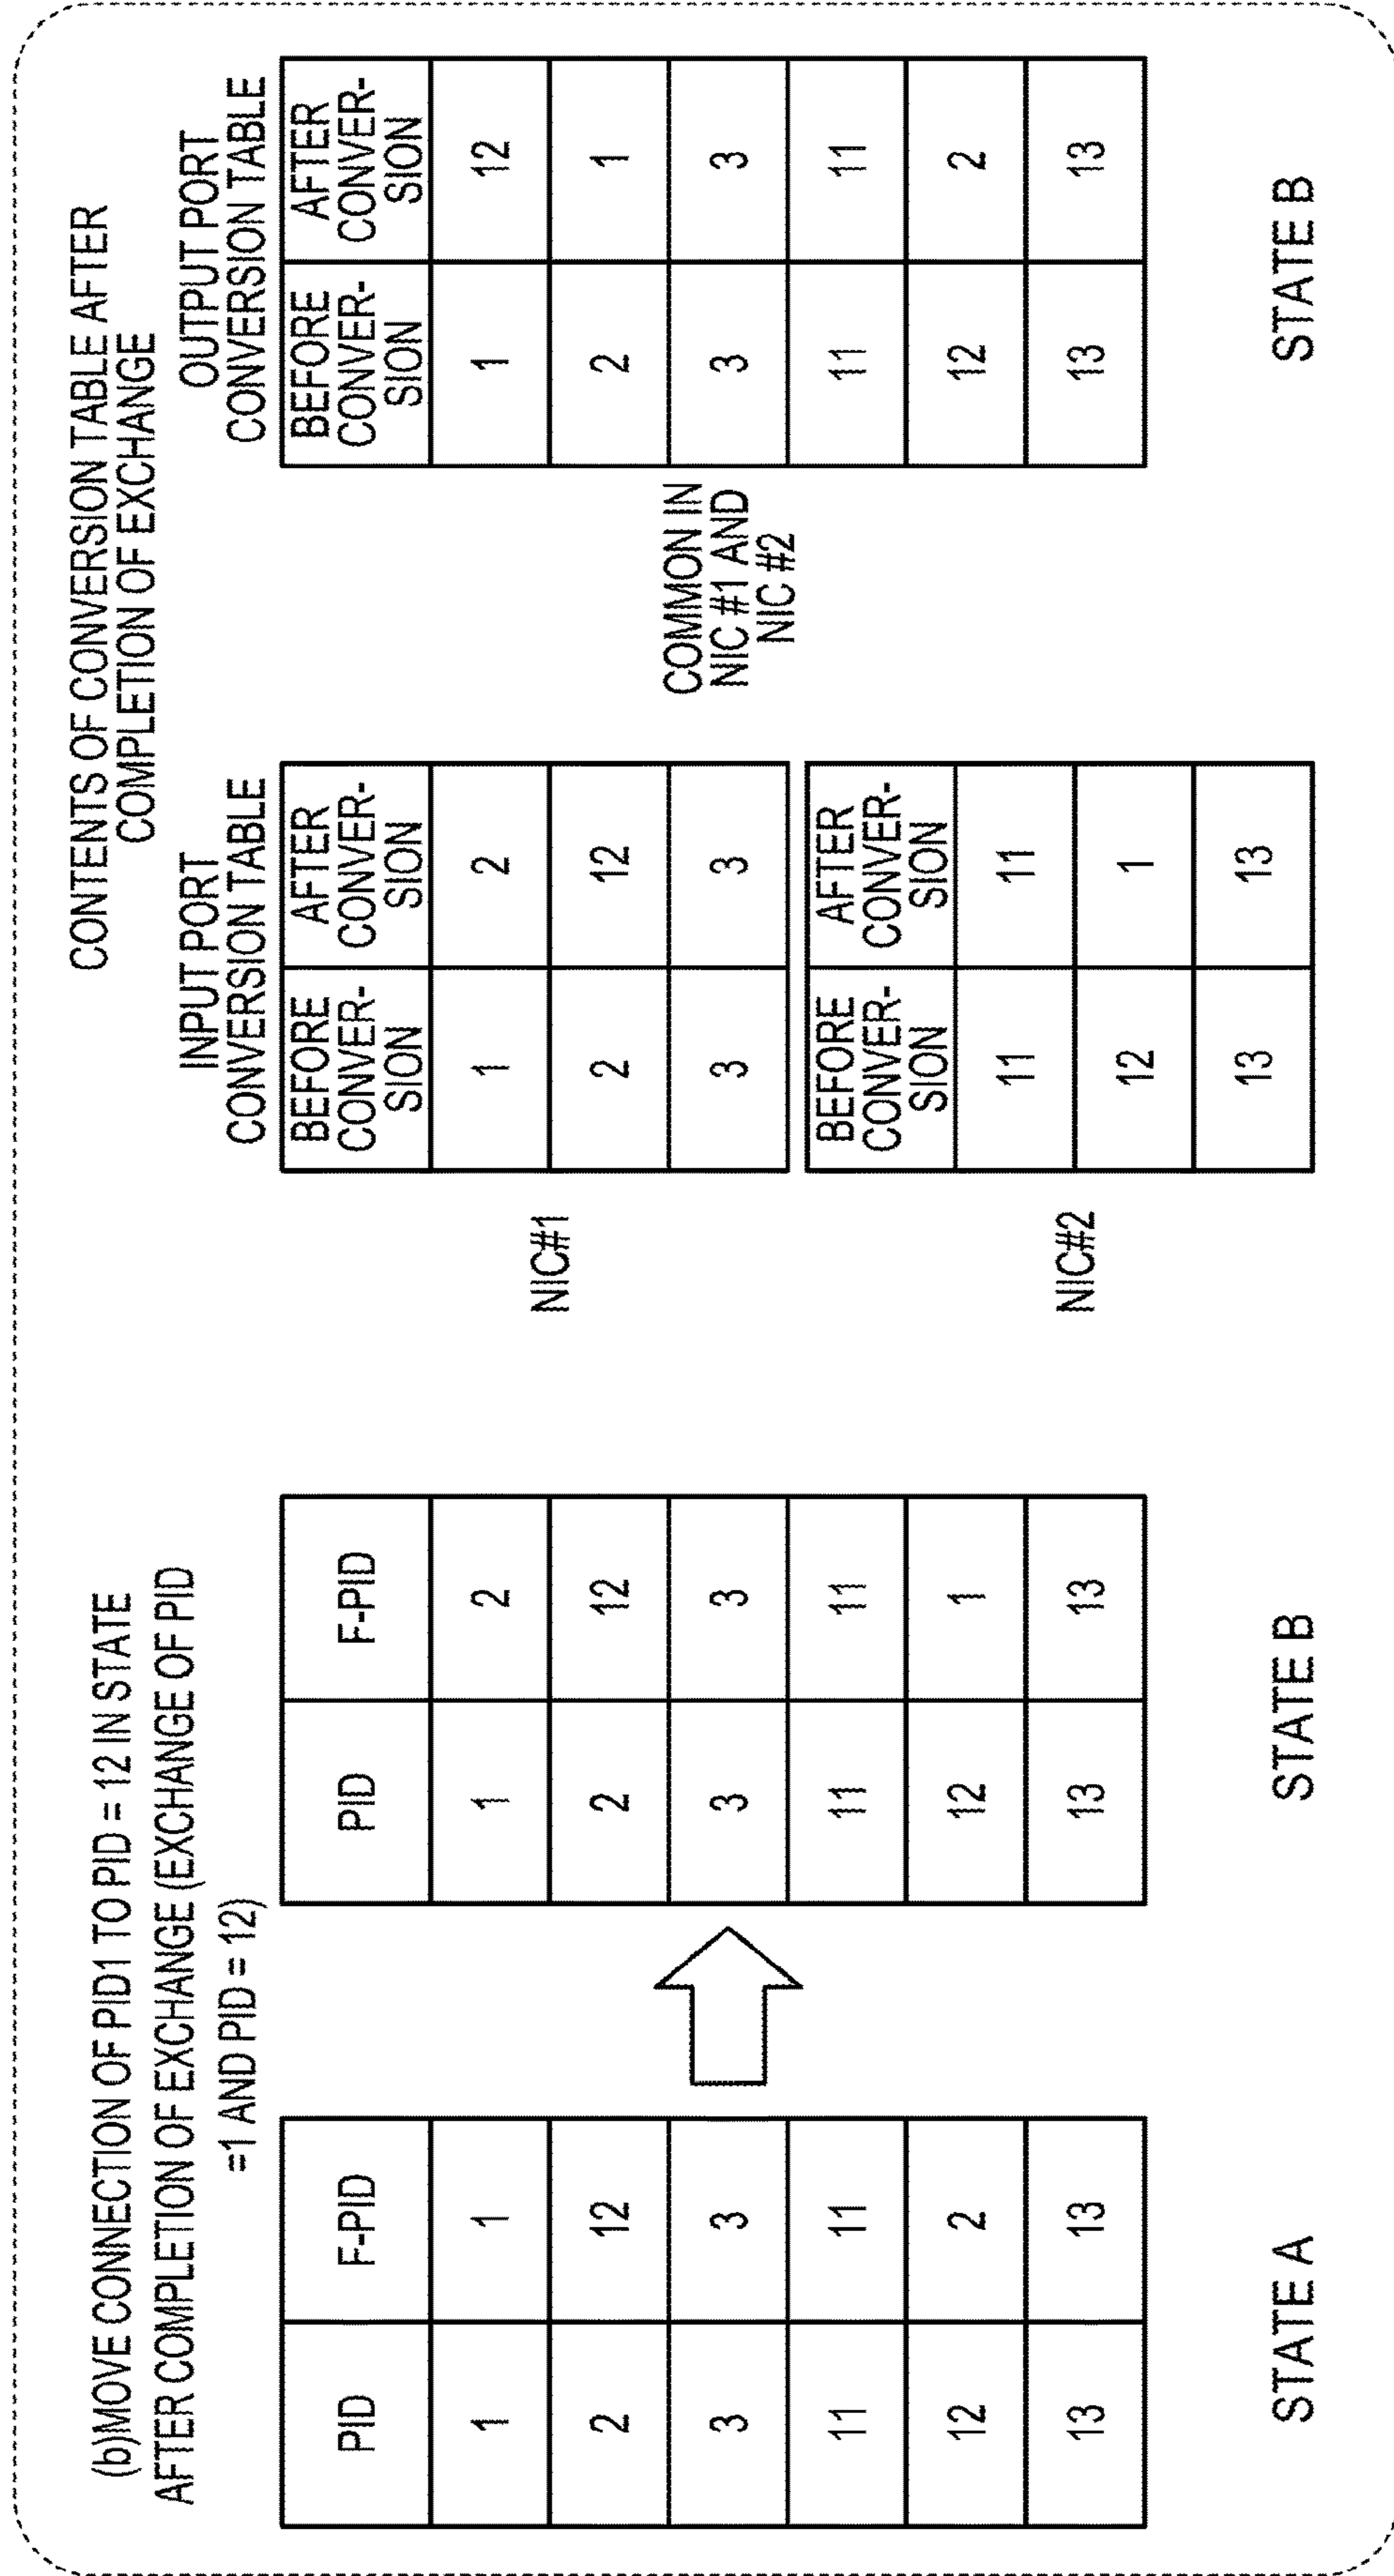 (b)MOVE CONNECTION OF PID1 TO PID = 12 IN STATE
AFTER COMPLETION OF EXCHANGE (EXCHANGE OF PID
=1 AND PID = 12)
PID F-PID
1 1
2 12
3 3
11 11
12 2
13 13
STATE A
PID F-PID
1 2
2 12
3 3
11 11
12 1
13 13
STATE B
CONTENTS OF CONVERSION TABLE AFTER
COMPLETION OF EXCHANGE
INPUT PORT
CONVERSION TABLE
NIC#1
BEFORE AFTER
CONVER- CONVER-
SION SION
1 2
2 12
3 3
NIC#2
BEFORE AFTER
CONVER- CONVER-
SION SION
11 11
12 1
13 13
OUTPUT PORT
CONVERSION TABLE
COMMON IN
NIC #1 AND
NIC #2
BEFORE AFTER
CONVER- CONVER-
SION SION
1 12
2 1
3 3
11 11
12 2
13 13
STATE B